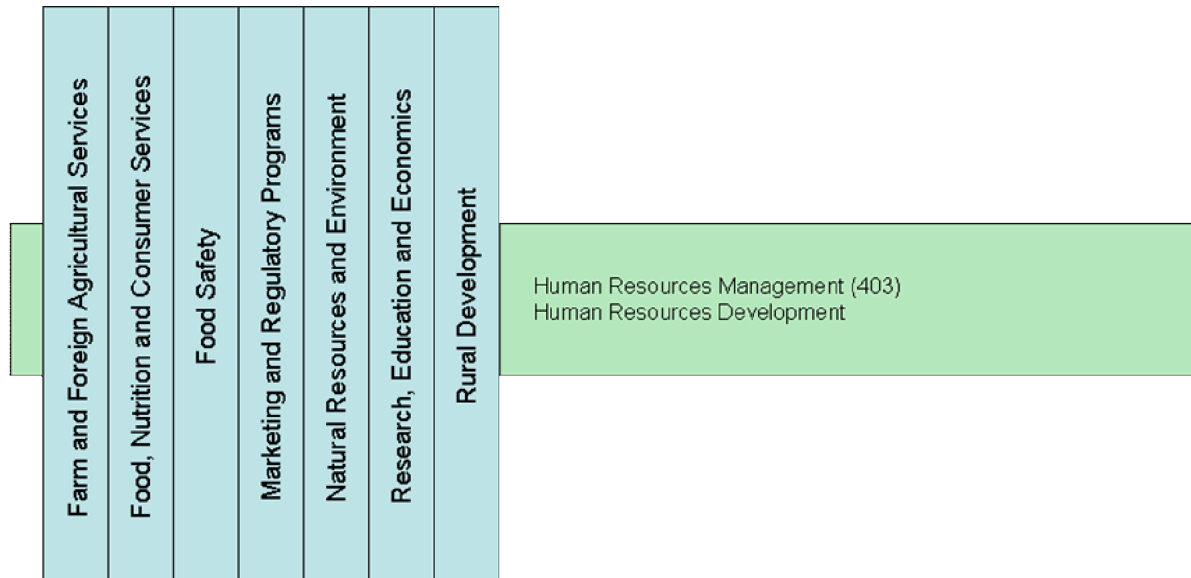 Farm and Foreign Agricultural Services
Food, Nutrition and Consumer Services
Food Safety
Marketing and Regulatory Programs
Natural Resources and Environment
Research, Education and Economics
Rural Development
Human Resources Management (403)
Human Resources Development